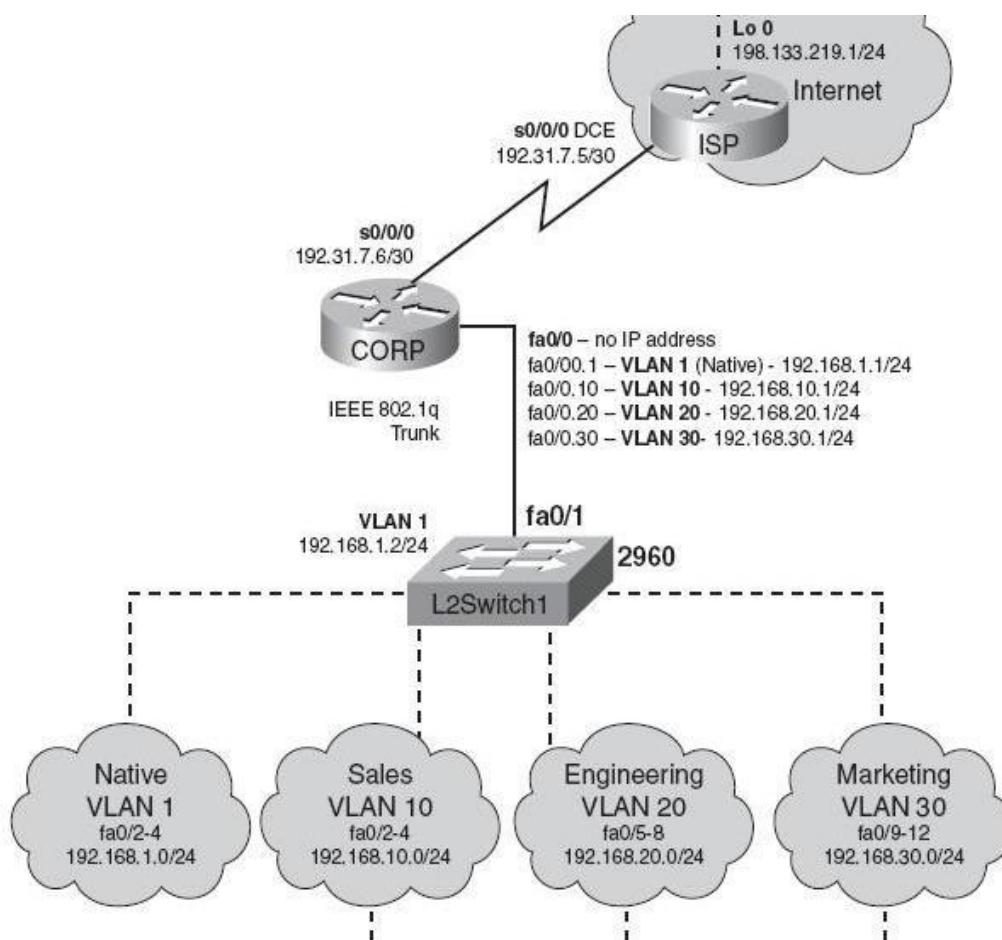 Lo 0
198.133.219.1/24
Internet
ISP
s0/0/0 DCE
192.31.7.5/30
s0/0/0
192.31.7.6/30
CORP
IEEE 802.1q
Trunk
fa0/0 – no IP address
fa0/00.1 – VLAN 1 (Native) - 192.168.1.1/24
fa0/0.10 – VLAN 10 - 192.168.10.1/24
fa0/0.20 – VLAN 20 - 192.168.20.1/24
fa0/0.30 – VLAN 30- 192.168.30.1/24
VLAN 1
192.168.1.2/24
fa0/1
2960
L2Switch1
Native
VLAN 1
fa0/2-4
192.168.1.0/24
Sales
VLAN 10
fa0/2-4
192.168.10.0/24
Engineering
VLAN 20
fa0/5-8
192.168.20.0/24
Marketing
VLAN 30
fa0/9-12
192.168.30.0/24